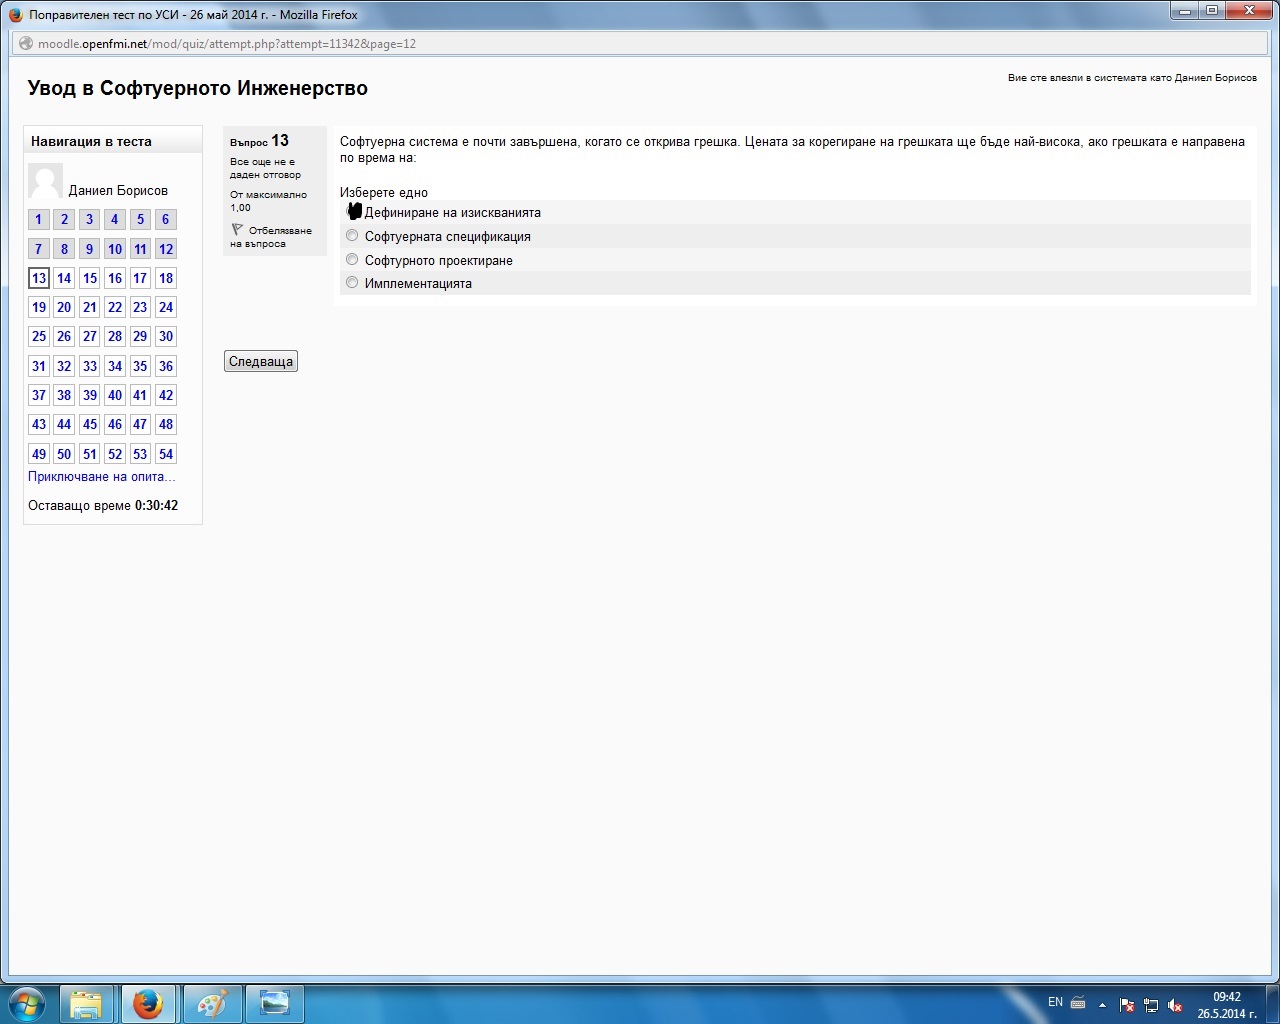 Поправителен тест по УСИ - 26 май 2014 г. - Mozilla Firefox
moodle.openfmi.net/mod/quiz/attempt.php?attempt=11342&page=12
Увод в Софтуерното Инженерство
Вие сте влезли в системата като Даниел Борисов
Навигация в теста
Даниел Борисов
1 2 3 4 5 6
7 8 9 10 11 12
13 14 15 16 17 18
19 20 21 22 23 24
25 26 27 28 29 30
31 32 33 34 35 36
37 38 39 40 41 42
43 44 45 46 47 48
49 50 51 52 53 54
Приключване на опита...
Оставащо време 0:30:42
Въпрос 13
Все още не е
даден отговор
От максимално
1,00
Отбелязване
на въпроса
Софтуерна система е почти завършена, когато се открива грешка. Цената за корегиране на грешката ще бъде най-висока, ако грешката е направена
по време на:
Изберете едно
Дефиниране на изискванията
Софтуерната спецификация
Софтурното проектиране
Имплементацията
Следваща
EN
09:42
26.5.2014 г.